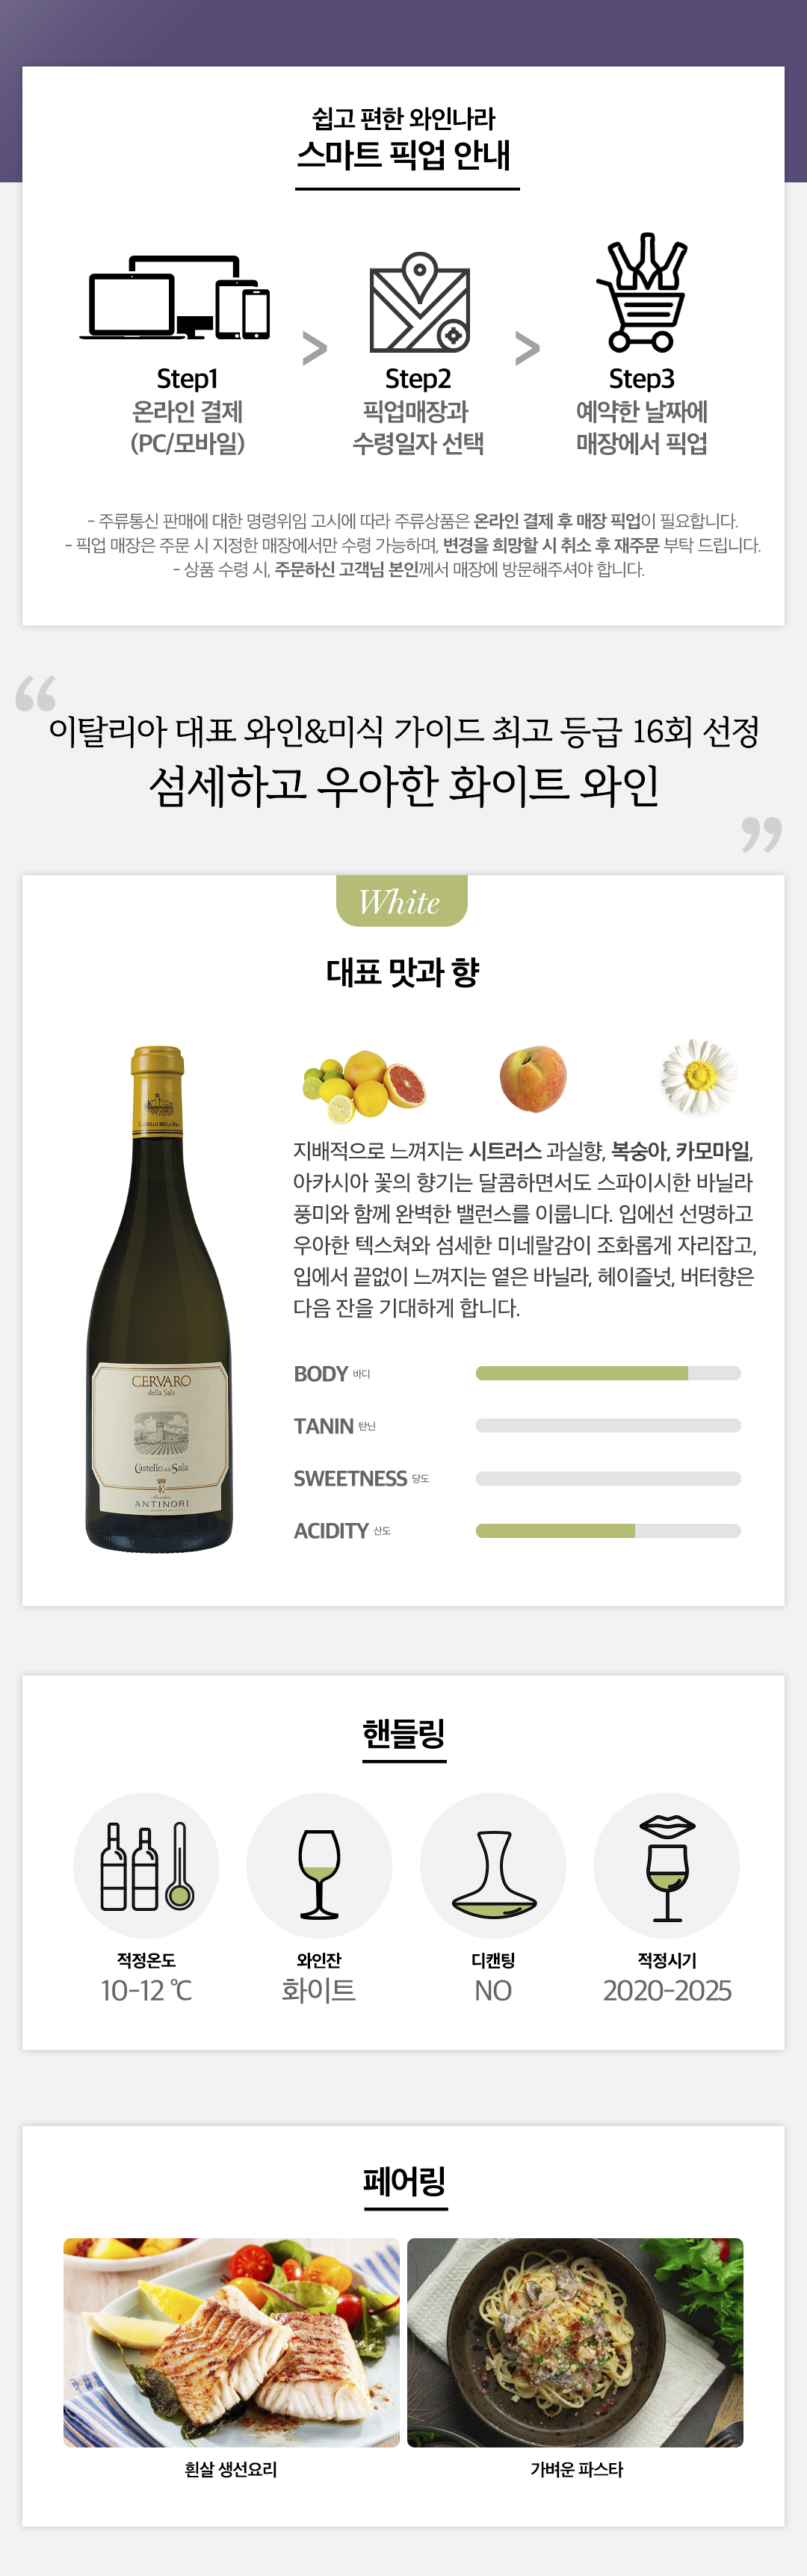 쉽고 편한 와인나라
스마트 픽업 안내
Step1
온라인 결제
(PC/모바일)
>
Step2
픽업매장과
수령일자 선택
>
Step3
예약한 날짜에
매장에서 픽업
- 주류통신 판매에 대한 명령위임 고시에 따라 주류상품은 온라인 결제 후 매장 픽업이 필요합니다.
- 픽업 매장은 주문 시 지정한 매장에서만 수령 가능하며, 변경을 희망할 시 취소 후 재주문 부탁 드립니다.
- 상품 수령 시, 주문하신 고객님 본인께서 매장에 방문해주셔야 합니다.
“
이탈리아 대표 와인&미식 가이드 최고 등급 16회 선정
섬세하고 우아한 화이트 와인
”
White
대표 맛과 향
CASTELLO DELLA SALA
CERVARO
della Sala
Castello della Sala
ANTINORI
지배적으로 느껴지는 시트러스 과실향, 복숭아, 카모마일,
아카시아 꽃의 향기는 달콤하면서도 스파이시한 바닐라
풍미와 함께 완벽한 밸런스를 이룹니다. 입에선 선명하고
우아한 텍스쳐와 섬세한 미네랄감이 조화롭게 자리잡고,
입에서 끝없이 느껴지는 옅은 바닐라, 헤이즐넛, 버터향은
다음 잔을 기대하게 합니다.
BODY 바디
TANIN 탄닌
SWEETNESS 당도
ACIDITY 산도
핸들링
적정온도
10-12 ℃
와인잔
화이트
디캔팅
NO
적정시기
2020-2025
페어링
흰살 생선요리
가벼운 파스타